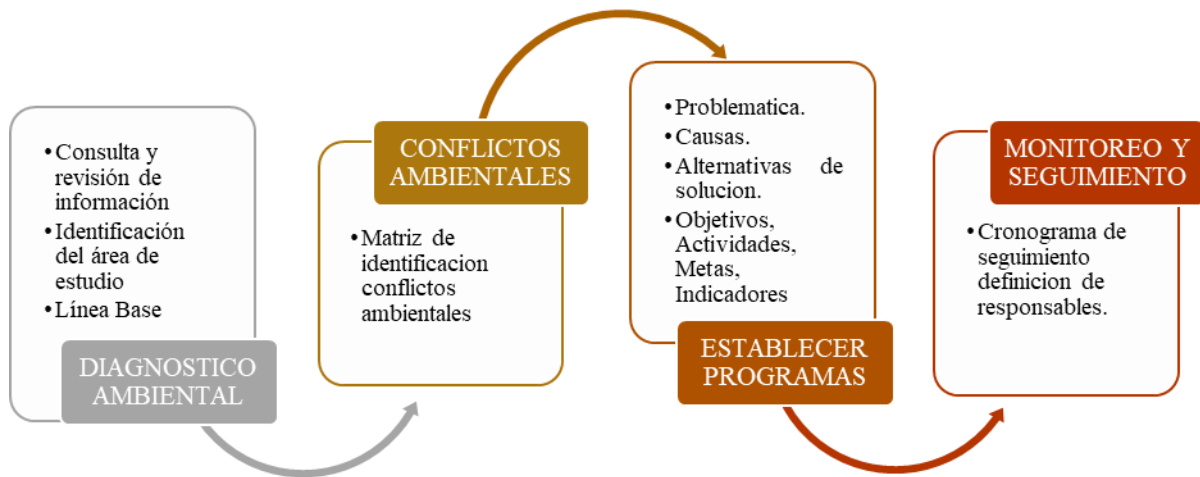 • Consulta y
revisión de
información
• Identificación
del área de
estudio
• Línea Base
DIAGNOSTICO
AMBIENTAL
CONFLICTOS
AMBIENTALES
• Matriz de
identificacion
conflictos
ambientales
• Problematica.
• Causas.
• Alternativas de
solucion.
• Objetivos,
Actividades,
Metas,
Indicadores
ESTABLECER
PROGRAMAS
MONITOREO Y
SEGUIMIENTO
• Cronograma de
seguimiento
definicion de
responsables.